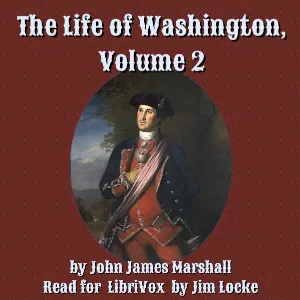 The Life of Washington,
Volume 2
by John James Marshall
Read for LibriVox by Jim Locke